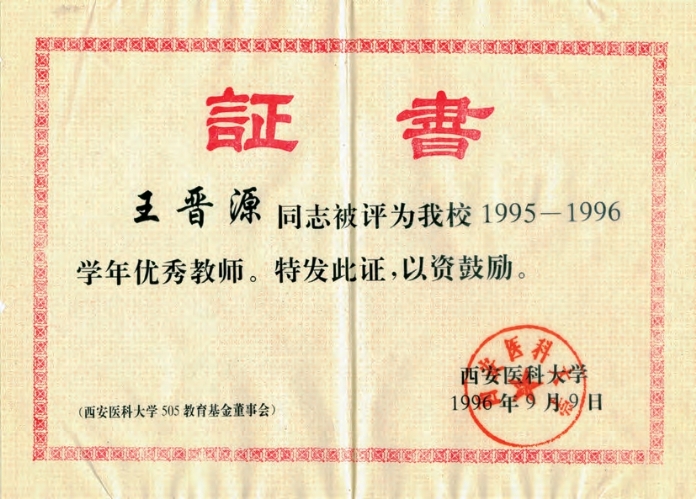 証書
王晋源 同志被评为我校 1995－1996
学年优秀教师。特发此证，以资鼓励。
西安医科大学
1996 年 9 月 9 日
(西安医科大学 505 教育基金董事会)